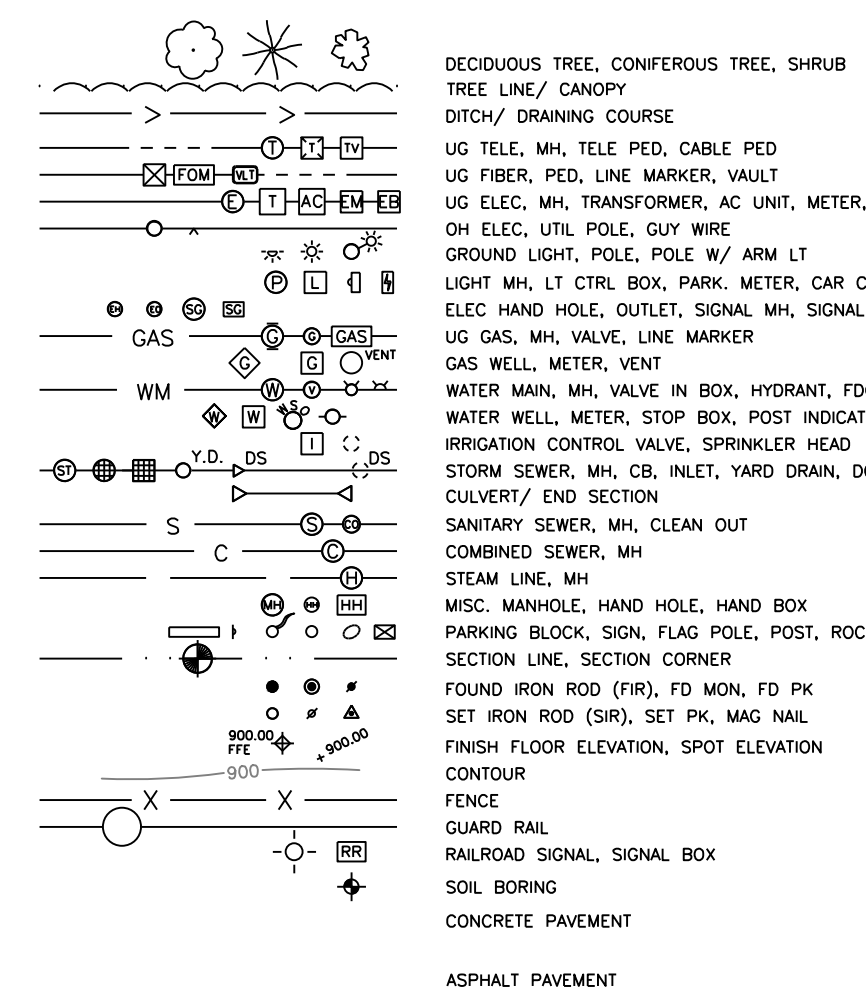 DECIDUOUS TREE, CONIFEROUS TREE, SHRUB
TREE LINE/ CANOPY
> > DITCH/ DRAINING COURSE
T T TV UG TELE, MH, TELE PED, CABLE PED
FOM VLT UG FIBER, PED, LINE MARKER, VAULT
E T AC EM EB UG ELEC, MH, TRANSFORMER, AC UNIT, METER,
OH ELEC, UTIL POLE, GUY WIRE
GROUND LIGHT, POLE, POLE W/ ARM LT
P L LIGHT MH, LT CTRL BOX, PARK. METER, CAR C
EH EO SG SG ELEC HAND HOLE, OUTLET, SIGNAL MH, SIGNAL
GAS G G GAS UG GAS, MH, VALVE, LINE MARKER
G G VENT GAS WELL, METER, VENT
WM W V WATER MAIN, MH, VALVE IN BOX, HYDRANT, FD
W W WSO WATER WELL, METER, STOP BOX, POST INDICAT
I IRRIGATION CONTROL VALVE, SPRINKLER HEAD
ST Y.D. DS DS STORM SEWER, MH, CB, INLET, YARD DRAIN, D
CULVERT/ END SECTION
S S CO SANITARY SEWER, MH, CLEAN OUT
C C COMBINED SEWER, MH
H STEAM LINE, MH
MH HH HH MISC. MANHOLE, HAND HOLE, HAND BOX
PARKING BLOCK, SIGN, FLAG POLE, POST, ROC
SECTION LINE, SECTION CORNER
FOUND IRON ROD (FIR), FD MON, FD PK
SET IRON ROD (SIR), SET PK, MAG NAIL
900.00 FFE +900.00 FINISH FLOOR ELEVATION, SPOT ELEVATION
900 CONTOUR
X X FENCE
GUARD RAIL
RR RAILROAD SIGNAL, SIGNAL BOX
SOIL BORING
CONCRETE PAVEMENT
ASPHALT PAVEMENT